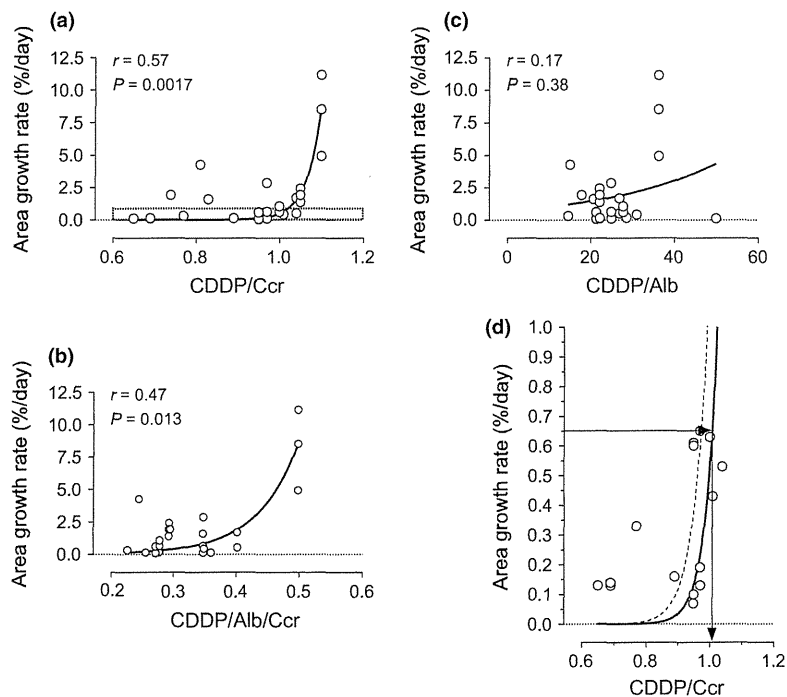 (a)
r = 0.57
P = 0.0017
Area growth rate (%/day)
12.5
10.0
7.5
5.0
2.5
0.0
0.6 0.8 1.0 1.2
CDDP/Ccr
(c)
r = 0.17
P = 0.38
Area growth rate (%/day)
12.5
10.0
7.5
5.0
2.5
0.0
0 20 40 60
CDDP/Alb
(b)
r = 0.47
P = 0.013
Area growth rate (%/day)
12.5
10.0
7.5
5.0
2.5
0.0
0.2 0.3 0.4 0.5 0.6
CDDP/Alb/Ccr
(d)
Area growth rate (%/day)
1.0
0.9
0.8
0.7
0.6
0.5
0.4
0.3
0.2
0.1
0.0
0.6 0.8 1.0 1.2
CDDP/Ccr